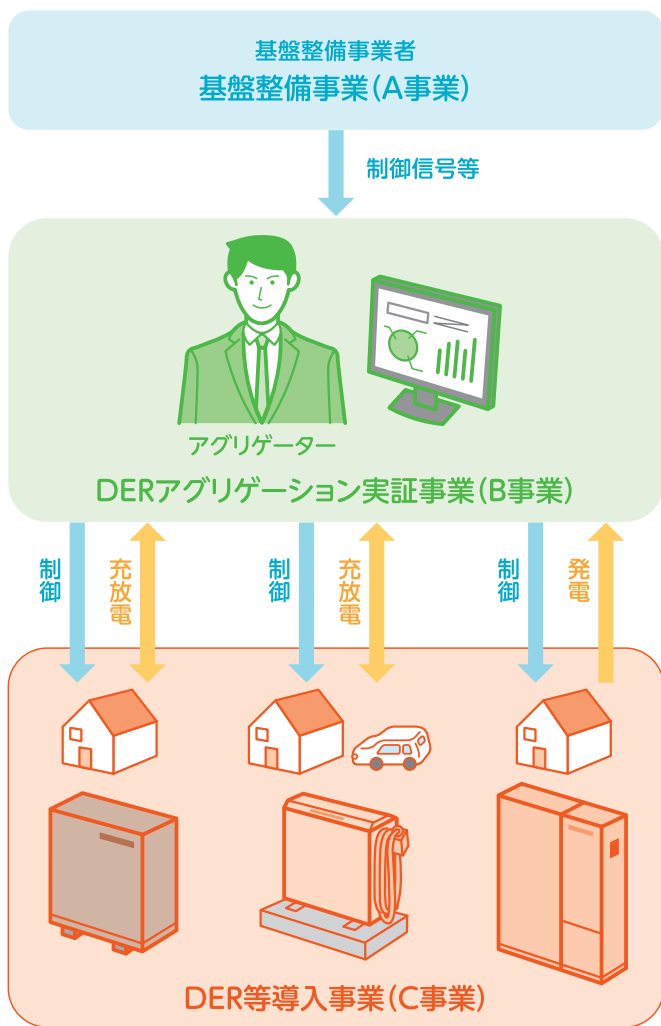 基盤整備事業者
基盤整備事業(A事業)
制御信号等
アグリゲーター
DERアグリゲーション実証事業(B事業)
制御
充放電
制御
充放電
制御
発電
DER等導入事業(C事業)